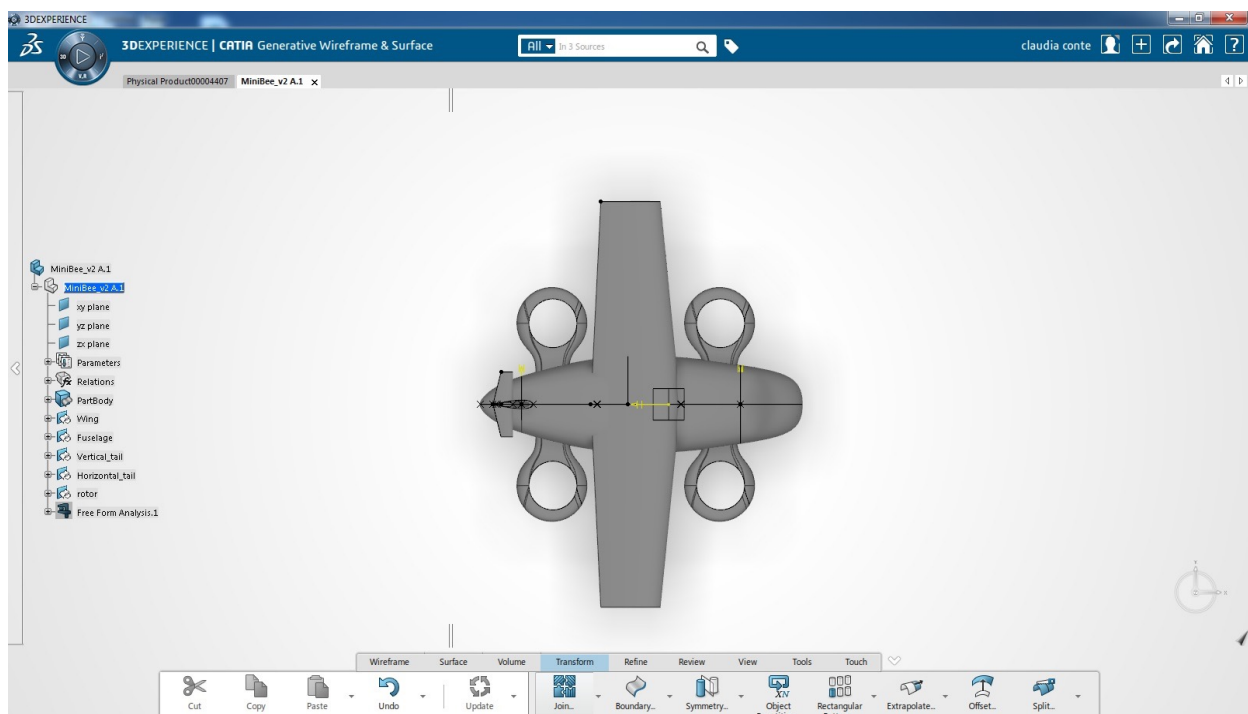 3DEXPERIENCE
3DEXPERIENCE | CATIA Generative Wireframe & Surface
All In 3 Sources
claudia conte
3D
V.R
Physical Product00004407
MiniBee_v2 A.1 x
MiniBee_v2 A.1
MiniBee_v2 A.1
xy plane
yz plane
zx plane
Parameters
Relations
PartBody
Wing
Fuselage
Vertical_tail
Horizontal_tail
rotor
Free Form Analysis.1
Wireframe Surface Volume Transform Refine Review View Tools Touch
Cut Copy Paste Undo Update Join... Boundary... Symmetry... Object Rectangular Extrapolate... Offset... Split...